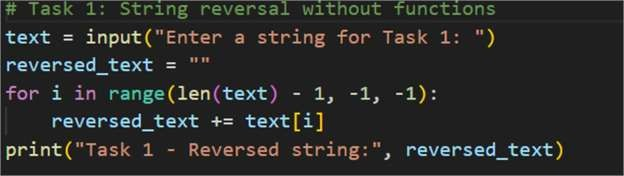 # Task 1: String reversal without functions
text = input("Enter a string for Task 1: ")
reversed_text = ""
for i in range(len(text) - 1, -1, -1):
    reversed_text += text[i]
print("Task 1 - Reversed string:", reversed_text)